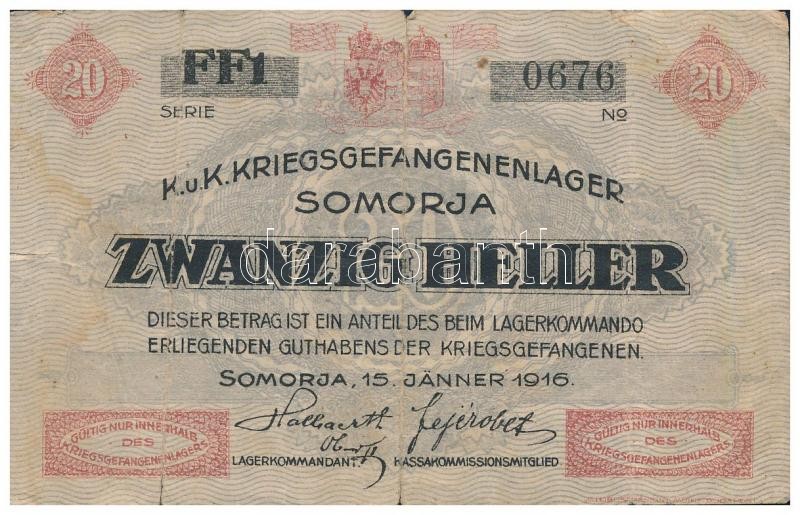 20 FF1 0676 20
SERIE No
K.u.K. KRIEGSGEFANGENENLAGER
SOMORJA
ZWANZIG HELLER
darabanth
DIESER BETRAG IST EIN ANTEIL DES BEIM LAGERKOMMANDO
ERLIEGENDEN GUTHABENS DER KRIEGSGEFANGENEN.
SOMORJA, 15. JÄNNER 1916.
GÜLTIG NUR INNERHALB
DES
KRIEGSGEFANGENENLAGERS
LAGERKOMMANDANT. KASSAKOMMISSIONSMITGLIED
GÜLTIG NUR INNERHALB
DES
KRIEGSGEFANGENENLAGERS